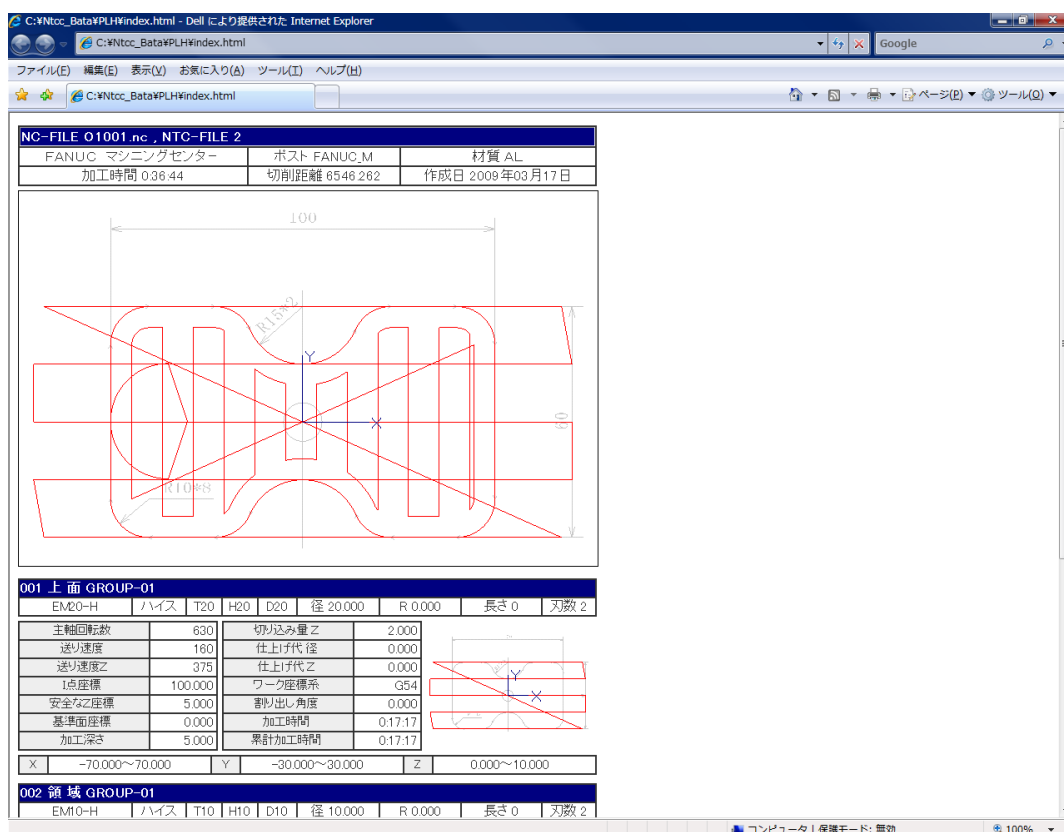 C:¥Ntcc_Bata¥PLH¥index.html - Dell により提供された Internet Explorer
C:¥Ntcc_Bata¥PLH¥index.html
Google
ファイル(F) 編集(E) 表示(V) お気に入り(A) ツール(T) ヘルプ(H)
C:¥Ntcc_Bata¥PLH¥index.html
ページ(P) ツール(O)
NC-FILE O1001.nc , NTC-FILE 2
FANUC マシニングセンター ポスト FANUC_M 材質 AL
加工時間 0:36:44 切削距離 6546.262 作成日 2009年03月17日
100
R15*2
Y
X
60
R10*8
001 上 面 GROUP-01
EM20-H ハイス T20 H20 D20 径 20.000 R 0.000 長さ 0 刃数 2
主軸回転数 630 切り込み量 Z 2.000
送り速度 160 仕上げ代 径 0.000
送り速度Z 375 仕上げ代 Z 0.000
I点座標 100.000 ワーク座標系 G54
安全なZ座標 5.000 割り出し角度 0.000
基準面座標 0.000 加工時間 0:17:17
加工深さ 5.000 累計加工時間 0:17:17
Y
X
X -70.000～70.000 Y -30.000～30.000 Z 0.000～10.000
002 領 域 GROUP-01
EM10-H ハイス T10 H10 D10 径 10.000 R 0.000 長さ 0 刃数 2
コンピュータ | 保護モード: 無効 100%